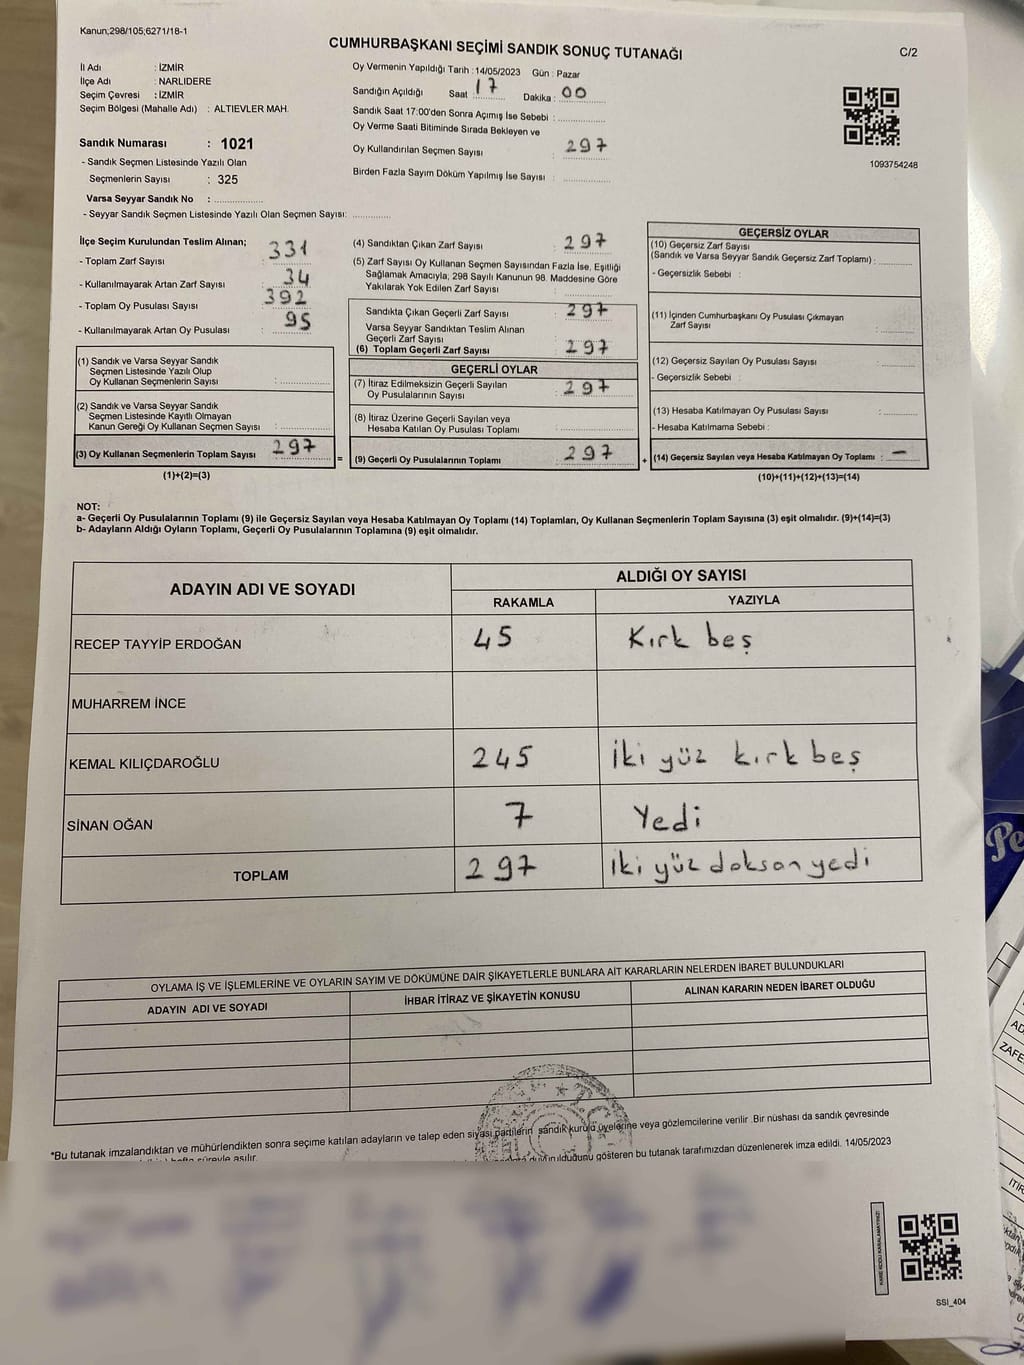 Kanun;298/105;6271/18-1
CUMHURBAŞKANI SEÇİMİ SANDIK SONUÇ TUTANAĞI
C/2
İl Adı : İZMİR
İlçe Adı : NARLIDERE
Seçim Çevresi : İZMİR
Seçim Bölgesi (Mahalle Adı) : ALTIEVLER MAH.
Sandık Numarası : 1021
- Sandık Seçmen Listesinde Yazılı Olan
Seçmenlerin Sayısı : 325
Varsa Seyyar Sandık No :
- Seyyar Sandık Seçmen Listesinde Yazılı Olan Seçmen Sayısı:
Oy Vermenin Yapıldığı Tarih : 14/05/2023 Gün : Pazar
Sandığın Açıldığı Saat 17 Dakika : 00
Sandık Saat 17:00'den Sonra Açımış İse Sebebi :
Oy Verme Saati Bitiminde Sırada Bekleyen ve
Oy Kullandırılan Seçmen Sayısı : 297
Birden Fazla Sayım Döküm Yapılmış İse Sayısı :
1093754248
İlçe Seçim Kurulundan Teslim Alınan;
- Toplam Zarf Sayısı : 331
- Kullanılmayarak Artan Zarf Sayısı : 34
- Toplam Oy Pusulası Sayısı : 392
- Kullanılmayarak Artan Oy Pusulası : 95
(1) Sandık ve Varsa Seyyar Sandık
Seçmen Listesinde Yazılı Olup
Oy Kullanan Seçmenlerin Sayısı :
(2) Sandık ve Varsa Seyyar Sandık
Seçmen Listesinde Kayıtlı Olmayan
Kanun Gereği Oy Kullanan Seçmen Sayısı :
(3) Oy Kullanan Seçmenlerin Toplam Sayısı 297 =
(1)+(2)=(3)
(4) Sandıktan Çıkan Zarf Sayısı : 297
(5) Zarf Sayısı Oy Kullanan Seçmen Sayısından Fazla İse, Eşitliği
Sağlamak Amacıyla, 298 Sayılı Kanunun 98. Maddesine Göre
Yakılarak Yok Edilen Zarf Sayısı :
Sandıkta Çıkan Geçerli Zarf Sayısı : 297
Varsa Seyyar Sandıktan Teslim Alınan
Geçerli Zarf Sayısı :
(6) Toplam Geçerli Zarf Sayısı : 297
GEÇERLİ OYLAR
(7) İtiraz Edilmeksizin Geçerli Sayılan
Oy Pusulalarının Sayısı : 297
(8) İtiraz Üzerine Geçerli Sayılan veya
Hesaba Katılan Oy Pusulası Toplamı :
(9) Geçerli Oy Pusulalarının Toplamı : 297 +
GEÇERSİZ OYLAR
(10) Geçersiz Zarf Sayısı
(Sandık ve Varsa Seyyar Sandık Geçersiz Zarf Toplamı) :
- Geçersizlik Sebebi :
(11) İçinden Cumhurbaşkanı Oy Pusulası Çıkmayan
Zarf Sayısı :
(12) Geçersiz Sayılan Oy Pusulası Sayısı :
- Geçersizlik Sebebi :
(13) Hesaba Katılmayan Oy Pusulası Sayısı :
- Hesaba Katılmama Sebebi :
(14) Geçersiz Sayılan veya Hesaba Katılmayan Oy Toplamı : –
(10)+(11)+(12)+(13)=(14)
NOT:
a- Geçerli Oy Pusulalarının Toplamı (9) ile Geçersiz Sayılan veya Hesaba Katılmayan Oy Toplamı (14) Toplamları, Oy Kullanan Seçmenlerin Toplam Sayısına (3) eşit olmalıdır. (9)+(14)=(3)
b- Adayların Aldığı Oyların Toplamı, Geçerli Oy Pusulalarının Toplamına (9) eşit olmalıdır.
ADAYIN ADI VE SOYADI ALDIĞI OY SAYISI
RAKAMLA YAZIYLA
RECEP TAYYİP ERDOĞAN 45 Kırk beş
MUHARREM İNCE
KEMAL KILIÇDAROĞLU 245 İki yüz kırk beş
SİNAN OĞAN 7 Yedi
TOPLAM 297 İki yüz doksan yedi
OYLAMA İŞ VE İŞLEMLERİNE VE OYLARIN SAYIM VE DÖKÜMÜNE DAİR ŞİKAYETLERLE BUNLARA AİT KARARLARIN NELERDEN İBARET BULUNDUKLARI
ADAYIN ADI VE SOYADI İHBAR İTİRAZ VE ŞİKAYETİN KONUSU ALINAN KARARIN NEDEN İBARET OLDUĞU
*Bu tutanak imzalandıktan ve mühürlendikten sonra seçime katılan adayların ve talep eden siyasi partilerin sandık kurulu üyelerine veya gözlemcilerine verilir. Bir nüshası da sandık çevresinde
hafta süreyle asılır.
gösteren bu tutanak tarafımızdan düzenlenerek imza edildi. 14/05/2023
KARE KODU KARALAMAYINIZ!
SSI_404
Pe
AD
ZAFE